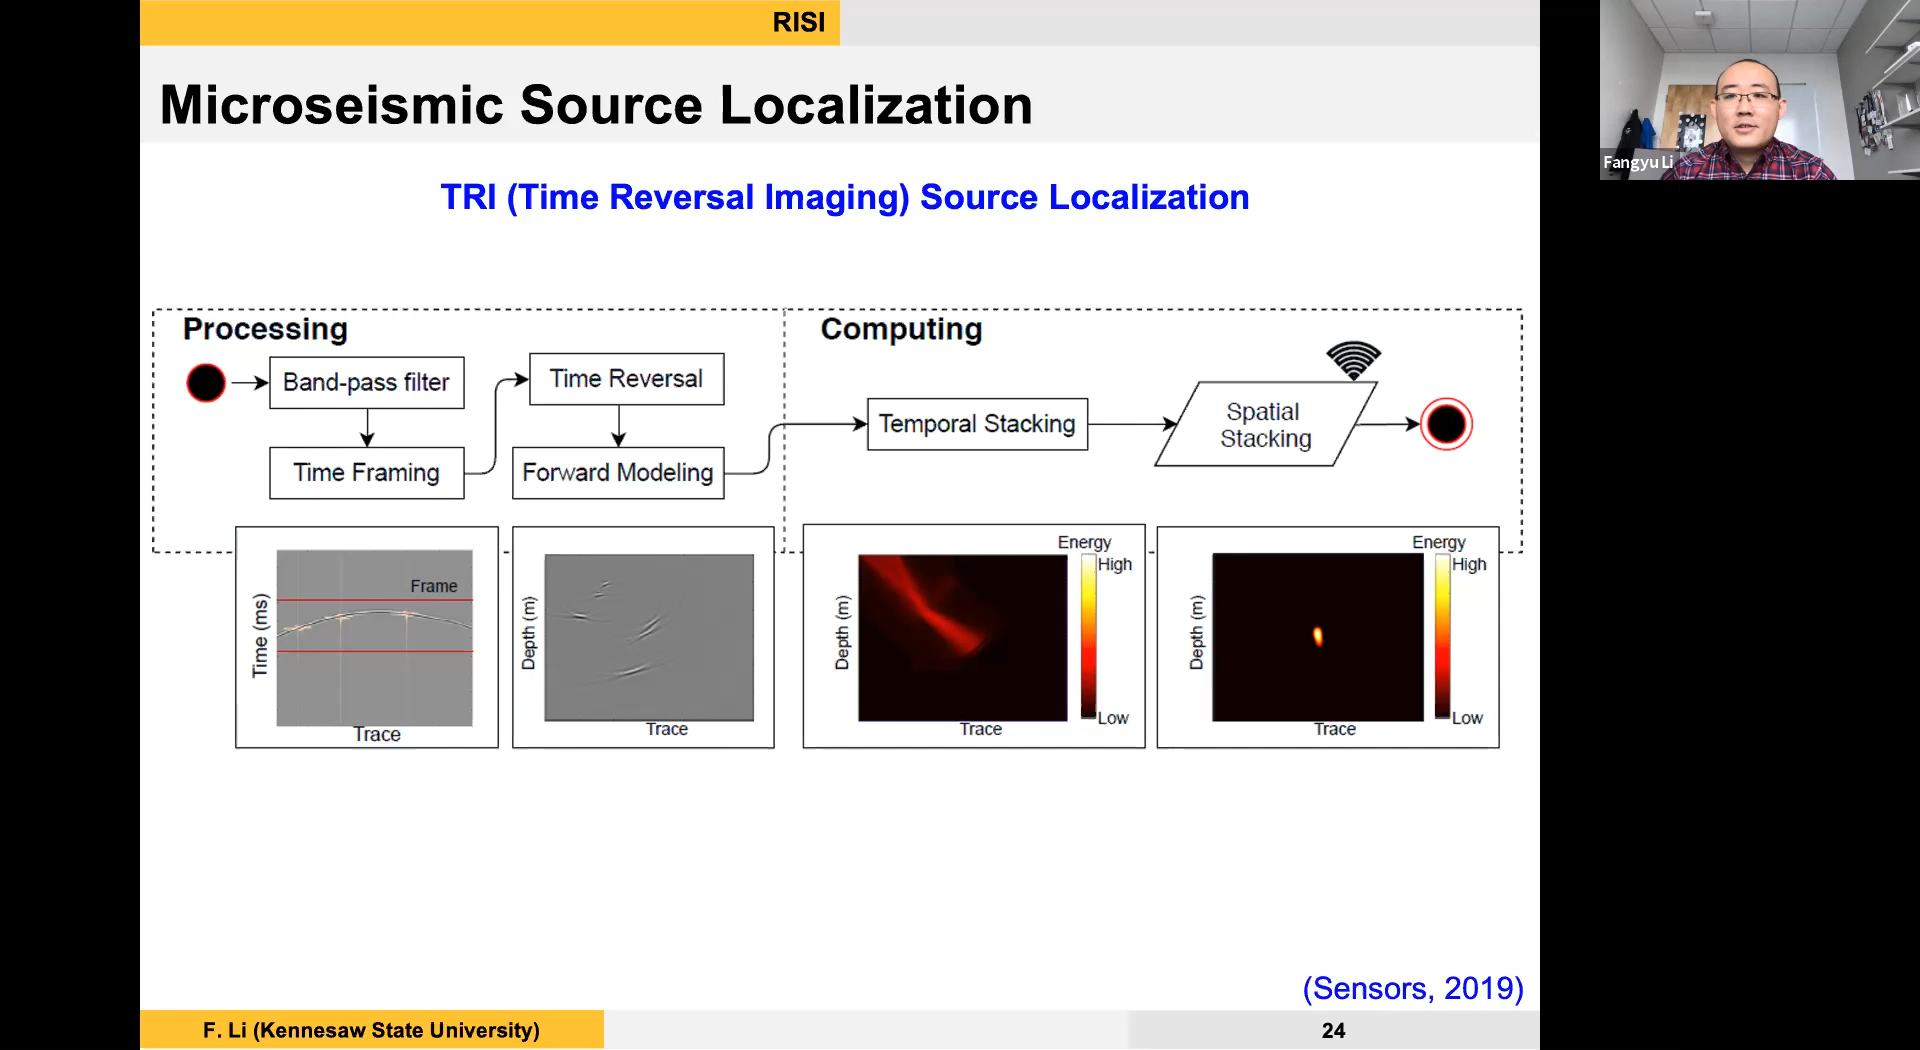 RISI
Microseismic Source Localization
Fangyu Li
TRI (Time Reversal Imaging) Source Localization
Processing
Band-pass filter
Time Framing
Time Reversal
Forward Modeling
Computing
Temporal Stacking
Spatial
Stacking
Frame
Time (ms)
Trace
Depth (m)
Trace
Energy
High
Low
Depth (m)
Trace
Energy
High
Low
Depth (m)
Trace
(Sensors, 2019)
F. Li (Kennesaw State University)
24